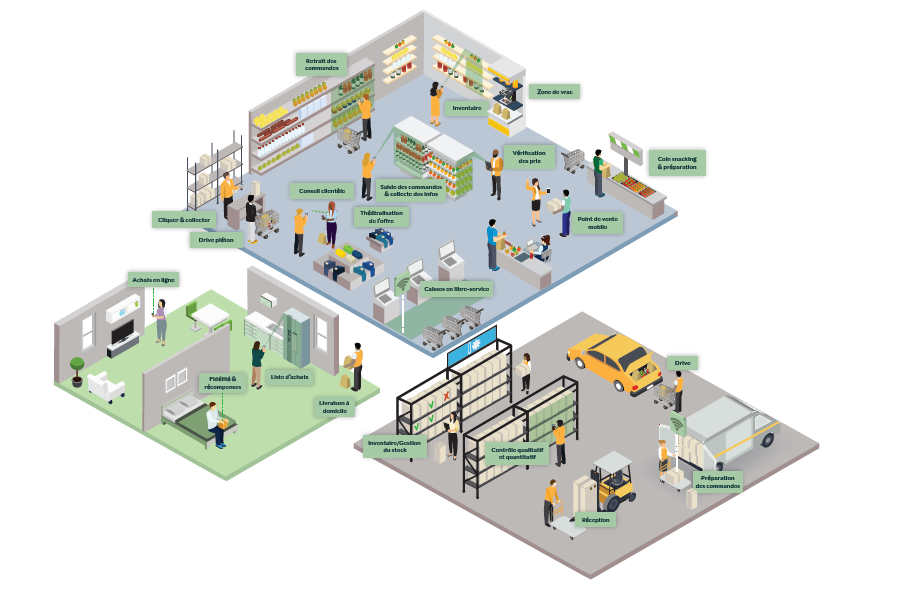 Retrait des
commandes
Zone de vrac
Inventaire
Vérification
des prix
Coin snacking
& préparation
Conseil clientèle
Saisie des commandes
& collecte des infos
Cliquer & collecter
Théâtralisation
de l'offre
Point de vente
mobile
Drive piéton
Achats en ligne
Caisses en libre-service
Drive
Fidélité &
récompenses
Liste d'achats
Livraison à
domicile
Inventaire/Gestion
du stock
Contrôle qualitatif
et quantitatif
Préparation
des commandes
Réception